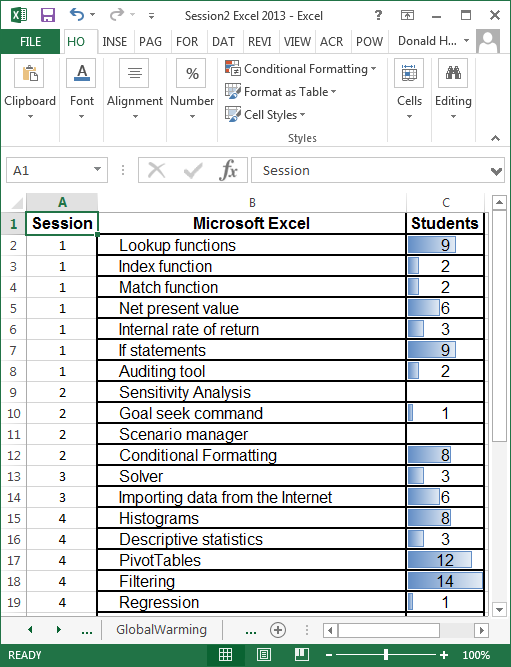 Session2 Excel 2013 - Excel
FILE HO INSE PAG FOR DAT REVI VIEW ACR POW Donald H...
Clipboard Font Alignment Number Conditional Formatting Format as Table Cell Styles Cells Editing
%
Styles
A1 fx Session
A B C
1 Session Microsoft Excel Students
2 1 Lookup functions 9
3 1 Index function 2
4 1 Match function 2
5 1 Net present value 6
6 1 Internal rate of return 3
7 1 If statements 9
8 1 Auditing tool 2
9 2 Sensitivity Analysis
10 2 Goal seek command 1
11 2 Scenario manager
12 2 Conditional Formatting 8
13 3 Solver 3
14 3 Importing data from the Internet 6
15 4 Histograms 8
16 4 Descriptive statistics 3
17 4 PivotTables 12
18 4 Filtering 14
19 4 Regression 1
... GlobalWarming ...
100%